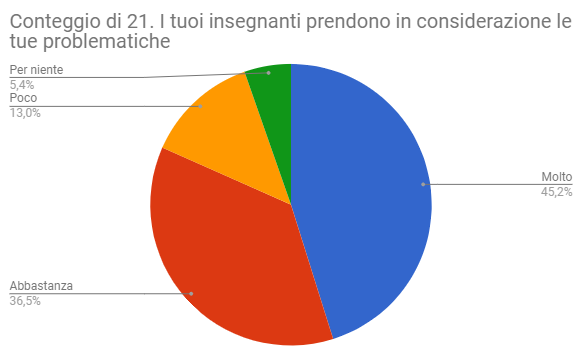 Conteggio di 21. I tuoi insegnanti prendono in considerazione le
tue problematiche
Per niente
5,4%
Poco
13,0%
Molto
45,2%
Abbastanza
36,5%